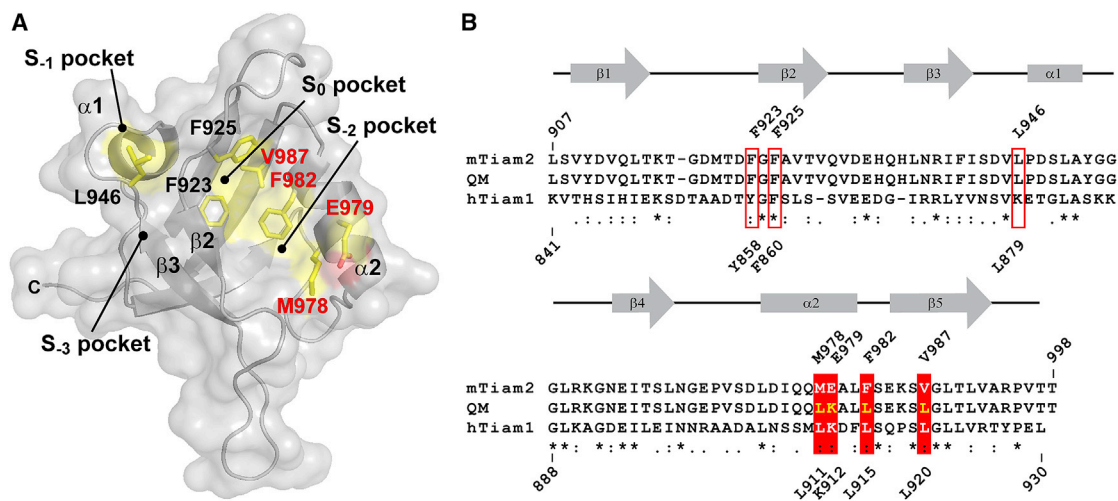 A
S-1 pocket
α1
S0 pocket
S-2 pocket
F925
V987
F982
L946
F923
E979
β2
β3
α2
C
M978
S-3 pocket
B
β1 β2 β3 α1
907 F923 F925 L946
mTiam2 LSVYDVQLTKT-GDMTDFGFAVTVQVDEHQHLNRIFISDVLPDSLAYGG
QM LSVYDVQLTKT-GDMTDFGFAVTVQVDEHQHLNRIFISDVLPDSLAYGG
hTiam1 KVTHSIHIEKSDTAADTYGFSLS-SVEEDG-IRRLYVNSVKETGLASKK
841 Y858 F860 L879
β4 α2 β5
M978 E979 F982 V987 998
mTiam2 GLRKGNEITSLNGEPVSDLDIQQMEALFSEKSVGLTLVARPVTT
QM GLRKGNEITSLNGEPVSDLDIQQLKALLSEKSLGLTLVARPVTT
hTiam1 GLKAGDEILEINNRAADALNSSMLKDFLSQPSLGLLVRTYPEL
888 L911 K912 L915 L920 930